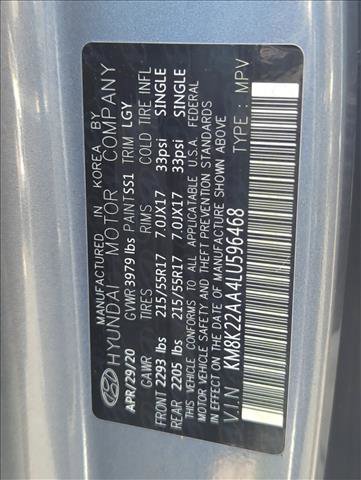 MANUFACTURED IN KOREA BY
HYUNDAI MOTOR COMPANY
APR/29/20 GVWR 3979 lbs PAINT SS1 TRIM LGY
GAWR TIRES RIMS COLD TIRE INFL
FRONT 2293 lbs 215/55R17 7.0JX17 33psi SINGLE
REAR 2205 lbs 215/55R17 7.0JX17 33psi SINGLE
THIS VEHICLE CONFORMS TO ALL APPLICABLE U.S.A FEDERAL
MOTOR VEHICLE SAFETY AND THEFT PREVENTION STANDARDS
IN EFFECT ON THE DATE OF MANUFACTURE SHOWN ABOVE.
V.I.N KM8K22AA4LU596468 TYPE : MPV